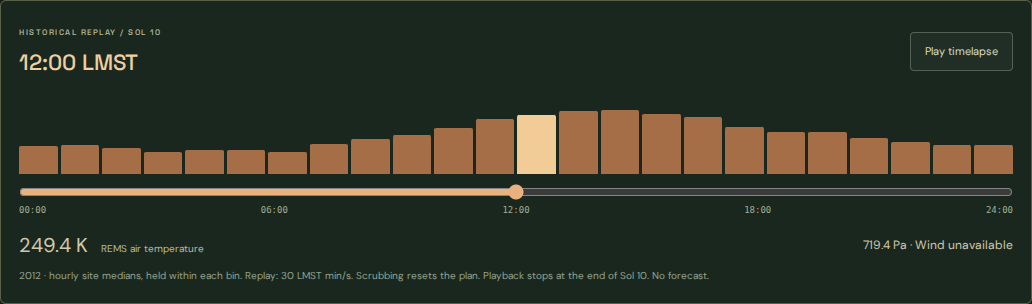 HISTORICAL REPLAY / SOL 10
12:00 LMST
Play timelapse
00:00 06:00 12:00 18:00 24:00
249.4 K REMS air temperature 719.4 Pa · Wind unavailable
2012 · hourly site medians, held within each bin. Replay: 30 LMST min/s. Scrubbing resets the plan. Playback stops at the end of Sol 10. No forecast.